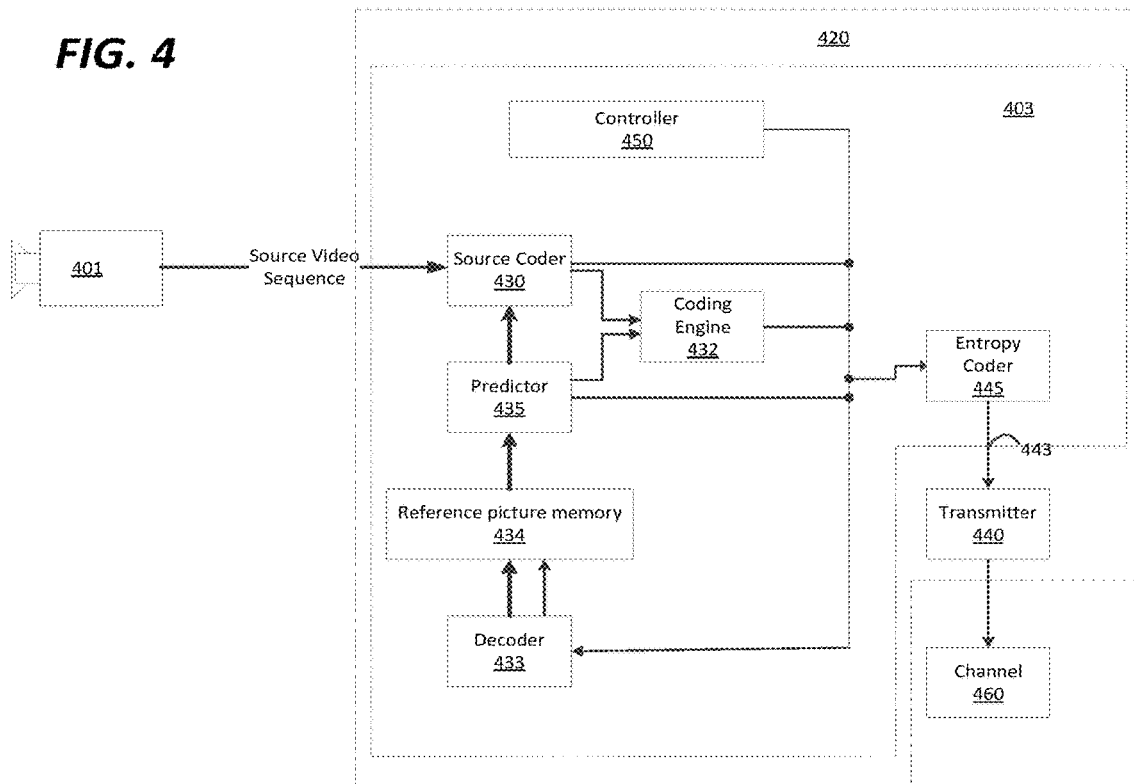 FIG. 4
420
403
Controller
450
401
Source Video
Sequence
Source Coder
430
Coding
Engine
432
Entropy
Coder
445
Predictor
435
443
Reference picture memory
434
Transmitter
440
Decoder
433
Channel
460